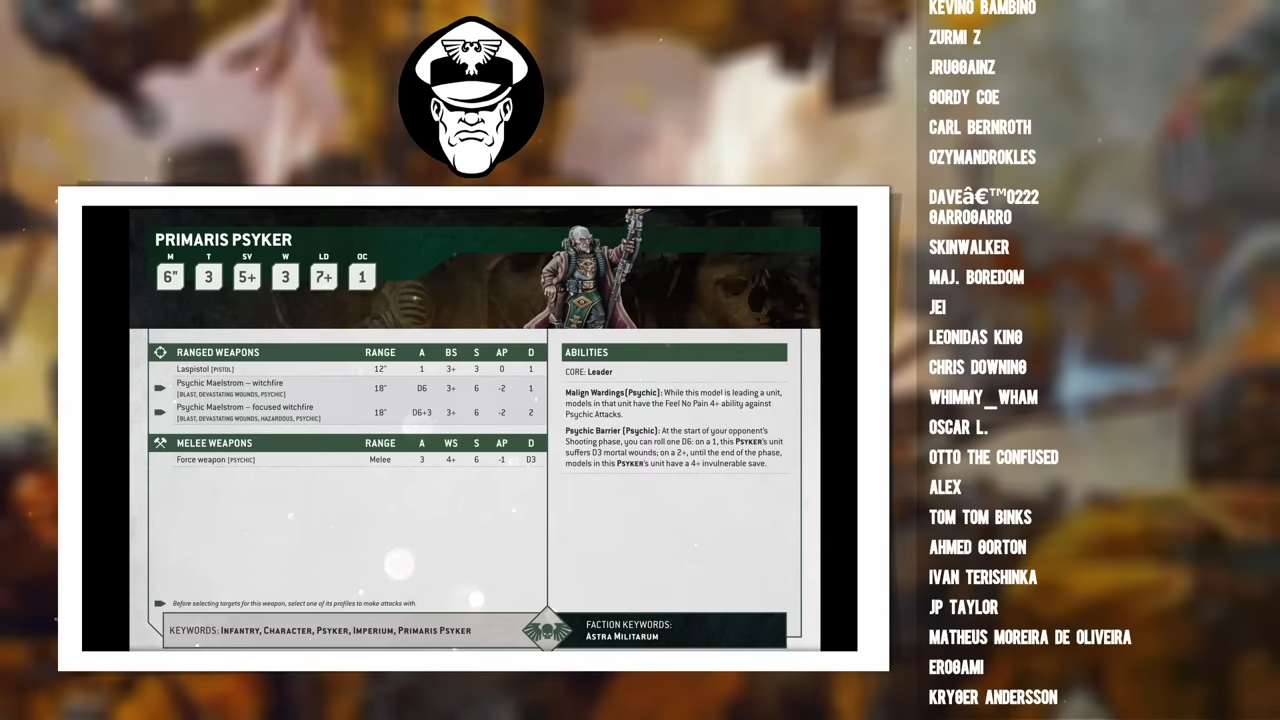 PRIMARIS PSYKER
M T SV W LD OC
6" 3 5+ 3 7+ 1
RANGED WEAPONS RANGE A BS S AP D
Laspistol [PISTOL] 12" 1 3+ 3 0 1
Psychic Maelstrom – witchfire
[BLAST, DEVASTATING WOUNDS, PSYCHIC] 18" D6 3+ 6 -2 1
Psychic Maelstrom – focused witchfire
[BLAST, DEVASTATING WOUNDS, HAZARDOUS, PSYCHIC] 18" D6+3 3+ 6 -2 2
MELEE WEAPONS RANGE A WS S AP D
Force weapon [PSYCHIC] Melee 3 4+ 6 -1 D3
Before selecting targets for this weapon, select one of its profiles to make attacks with.
ABILITIES
CORE: Leader
Malign Wardings (Psychic): While this model is leading a unit,
models in that unit have the Feel No Pain 4+ ability against
Psychic Attacks.
Psychic Barrier (Psychic): At the start of your opponent's
Shooting phase, you can roll one D6: on a 1, this PSYKER's unit
suffers D3 mortal wounds; on a 2+, until the end of the phase,
models in this PSYKER's unit have a 4+ invulnerable save.
KEYWORDS: INFANTRY, CHARACTER, PSYKER, IMPERIUM, PRIMARIS PSYKER
FACTION KEYWORDS:
ASTRA MILITARUM
KEVINO BAMBINO
ZURMI Z
JRUGGAINZ
GORDY COE
CARL BERNROTH
OZYMANDROKLES
DAVEâ€™0222
GARROGARRO
SKINWALKER
MAJ. BOREDOM
JEI
LEONIDAS KING
CHRIS DOWNING
WHIMMY_WHAM
OSCAR L.
OTTO THE CONFUSED
ALEX
TOM TOM BINKS
AHMED GORTON
IVAN TERISHINKA
JP TAYLOR
MATHEUS MOREIRA DE OLIVEIRA
EROGAMI
KRYGER ANDERSSON